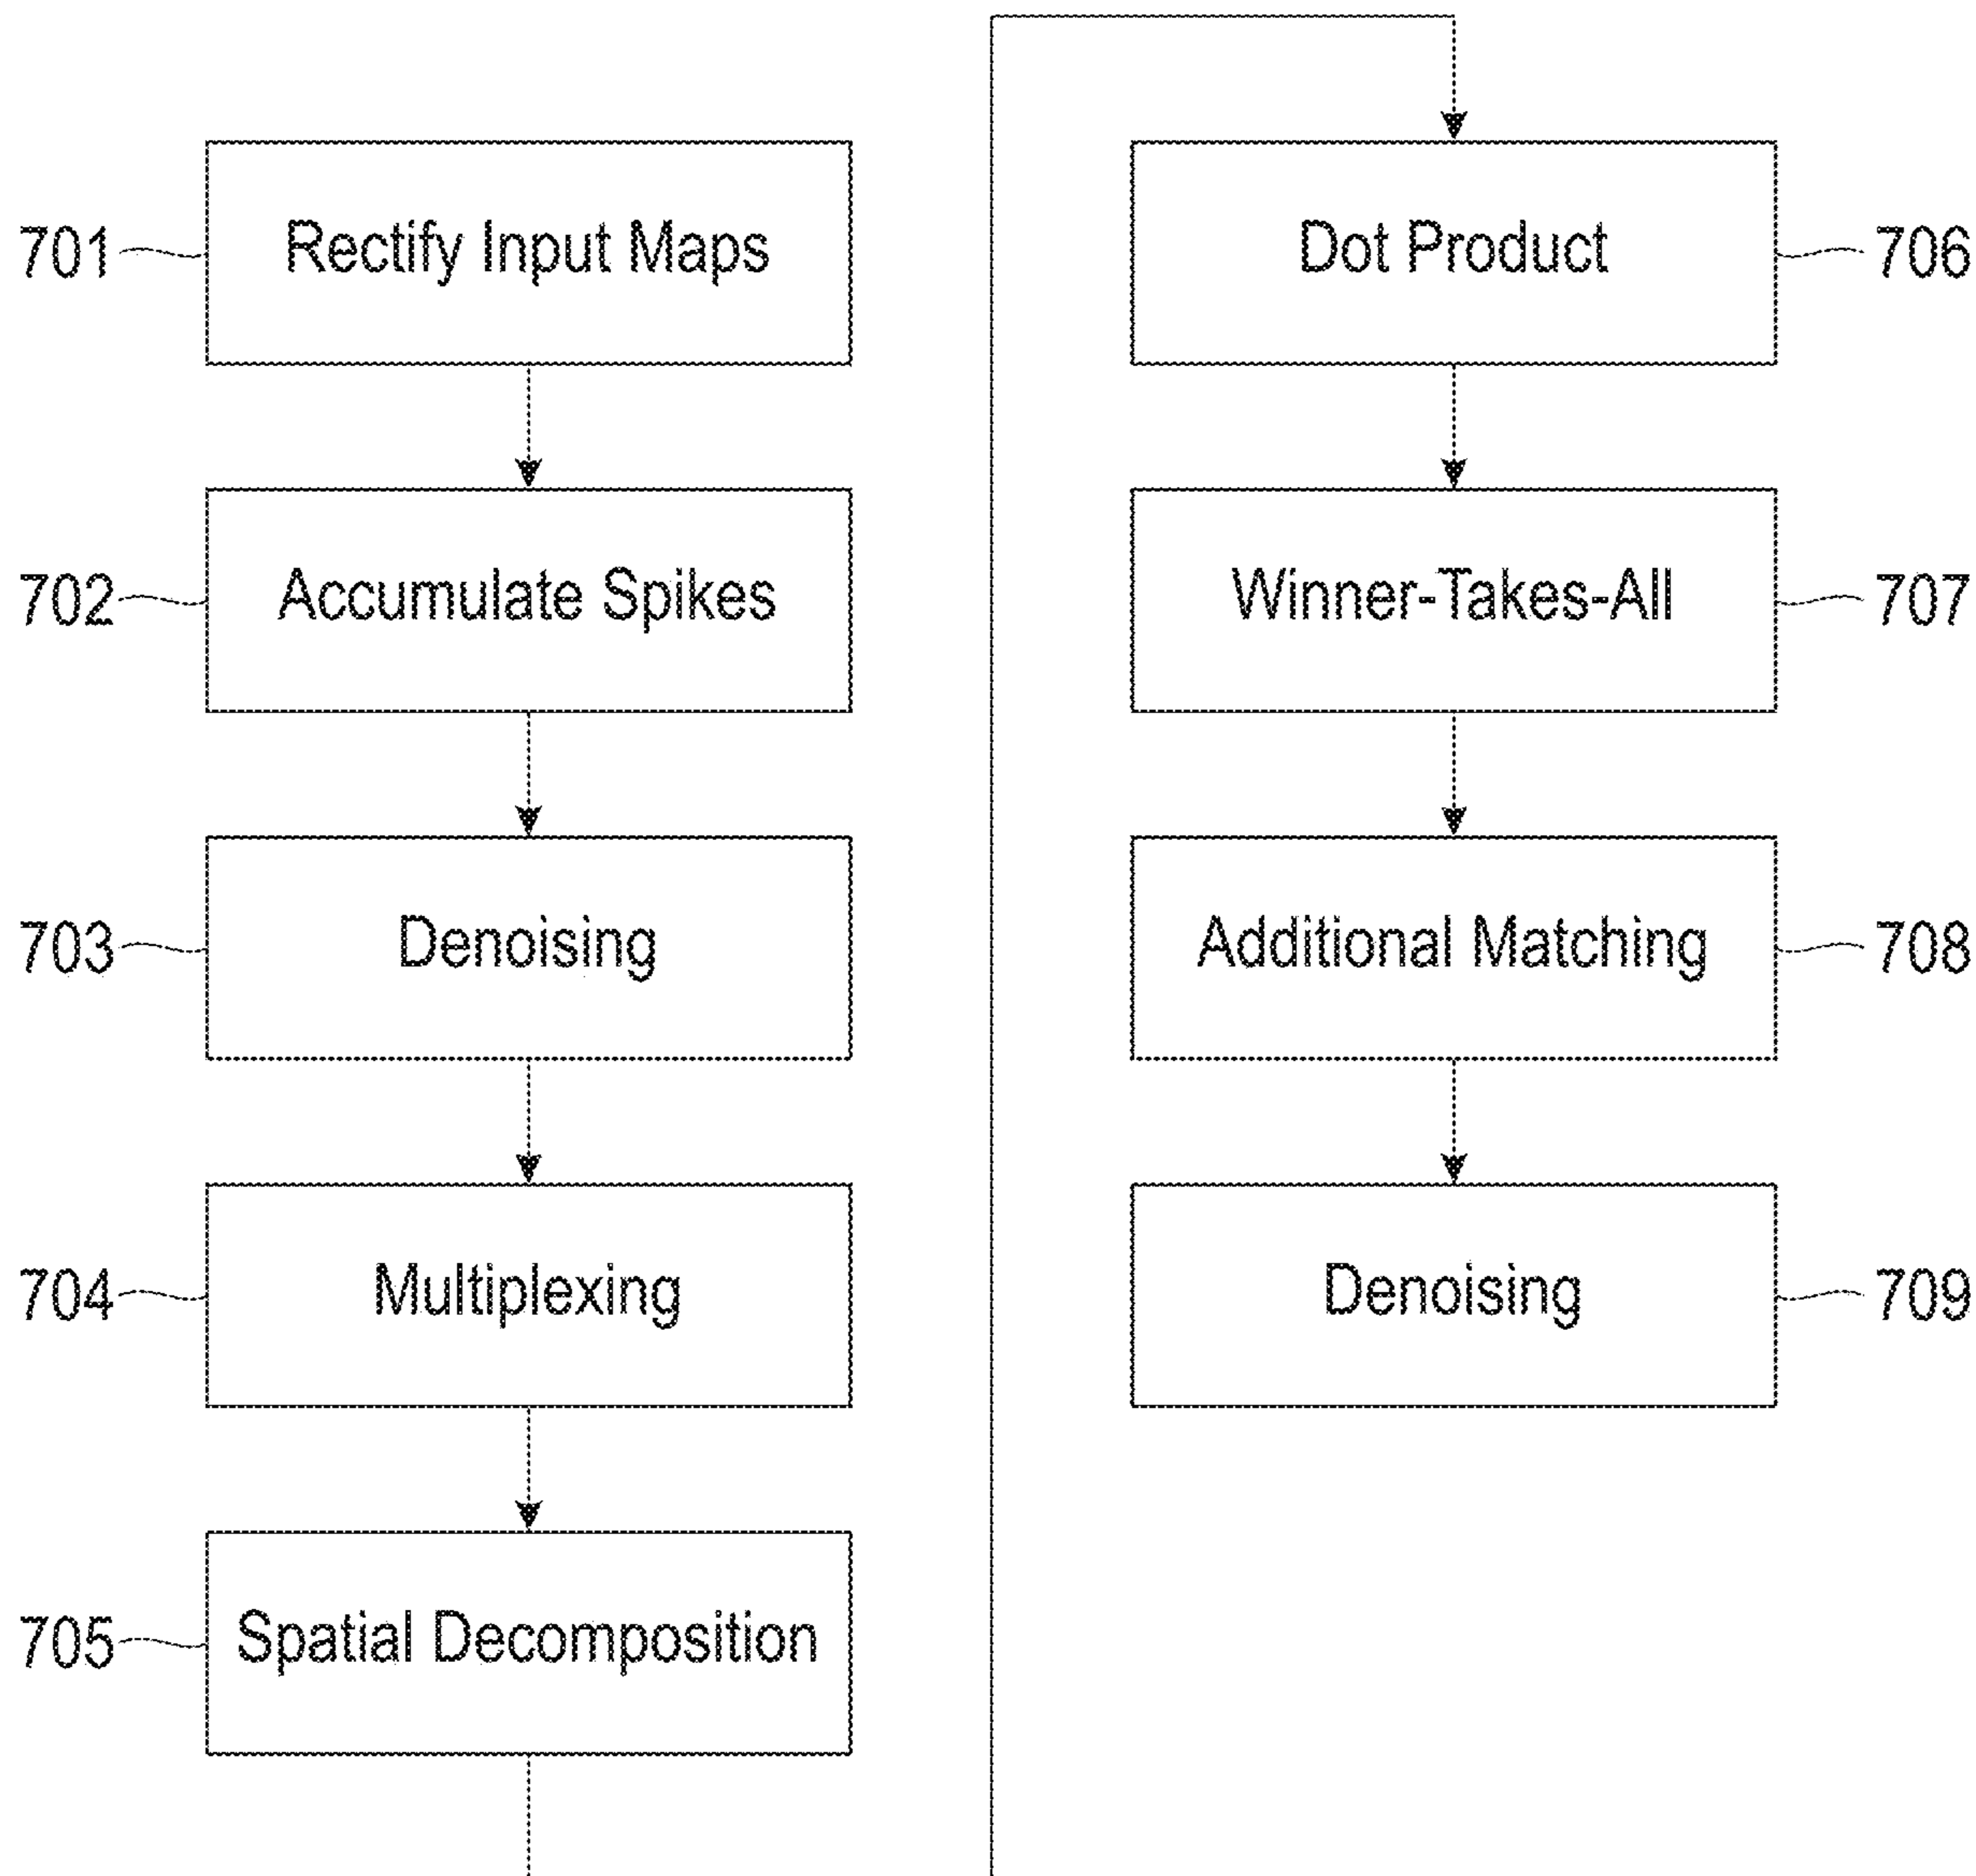 701 Rectify Input Maps
702 Accumulate Spikes
703 Denoising
704 Multiplexing
705 Spatial Decomposition
Dot Product 706
Winner-Takes-All 707
Additional Matching 708
Denoising 709